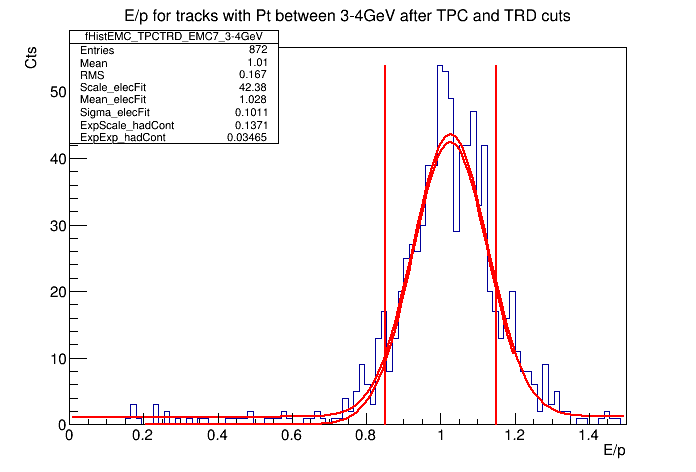 E/p for tracks with Pt between 3-4GeV after TPC and TRD cuts
fHistEMC_TPCTRD_EMC7_3-4GeV
Entries 872
Mean 1.01
RMS 0.167
Scale_elecFit 42.38
Mean_elecFit 1.028
Sigma_elecFit 0.1011
ExpScale_hadCont 0.1371
ExpExp_hadCont 0.03465
Cts
50
40
30
20
10
0
0 0.2 0.4 0.6 0.8 1 1.2 1.4
E/p